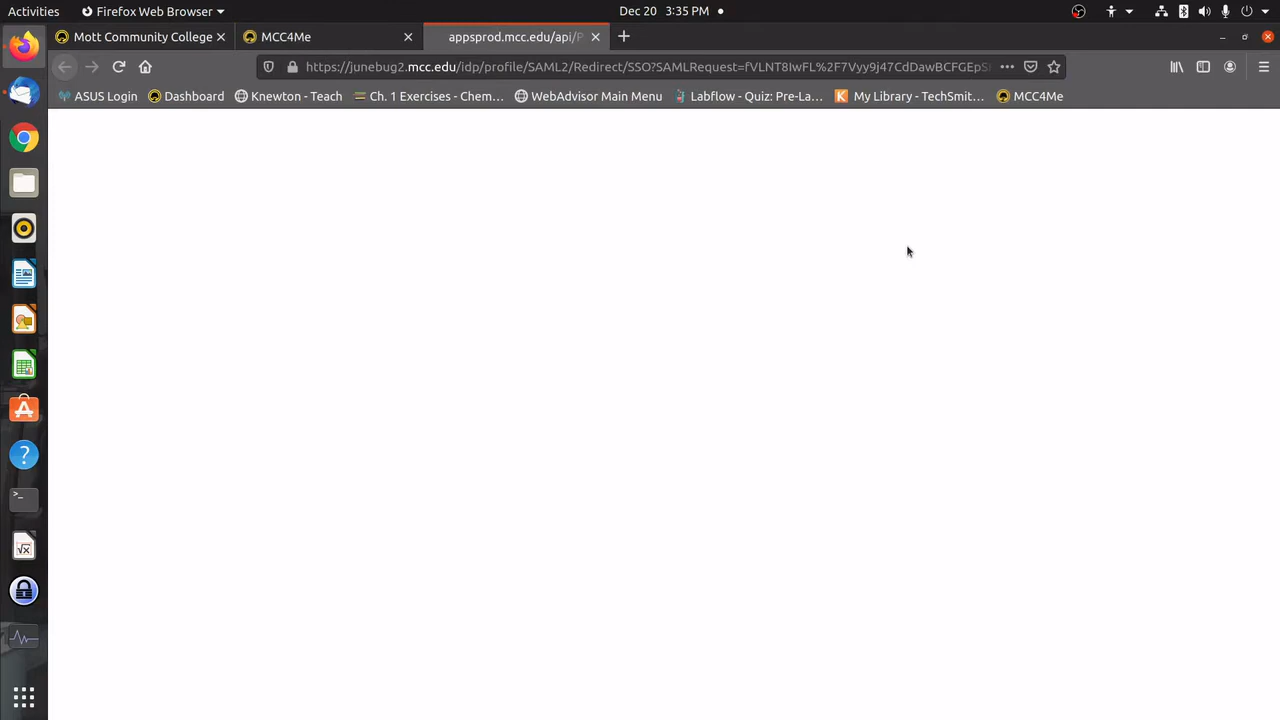 Activities Firefox Web Browser Dec 20 3:35 PM
Mott Community College MCC4Me appsprod.mcc.edu/api/P
https://junebug2.mcc.edu/idp/profile/SAML2/Redirect/SSO?SAMLRequest=fVLNT8IwFL%2F7Vyy9j47CdDawBCFGEpS
ASUS Login Dashboard Knewton - Teach Ch. 1 Exercises - Chem… WebAdvisor Main Menu Labflow - Quiz: Pre-La… My Library - TechSmit… MCC4Me